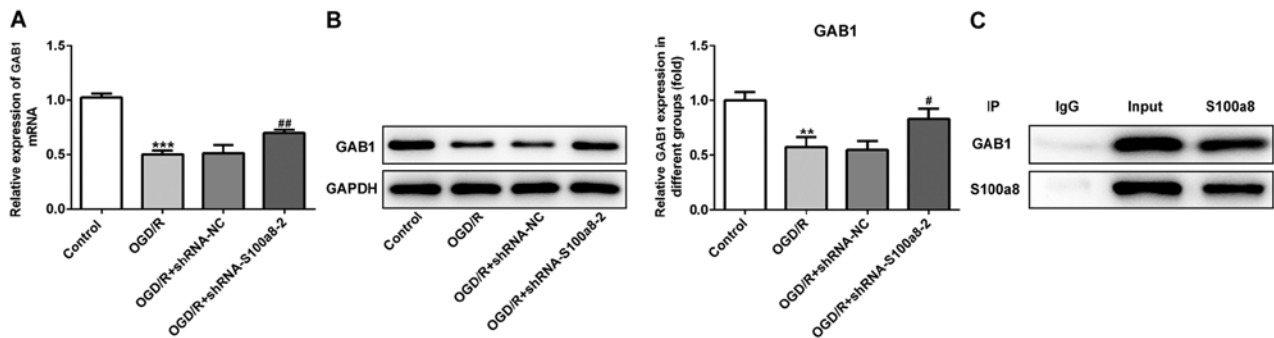 A
Relative expression of GAB1
mRNA
1.5
1.0
0.5
0.0
***
##
Control
OGD/R
OGD/R+shRNA-NC
OGD/R+shRNA-S100a8-2
B
GAB1
GAPDH
Control
OGD/R
OGD/R+shRNA-NC
OGD/R+shRNA-S100a8-2
GAB1
Relative GAB1 expression in
different groups (fold)
1.5
1.0
0.5
0.0
**
#
Control
OGD/R
OGD/R+shRNA-NC
OGD/R+shRNA-S100a8-2
C
IP IgG Input S100a8
GAB1
S100a8